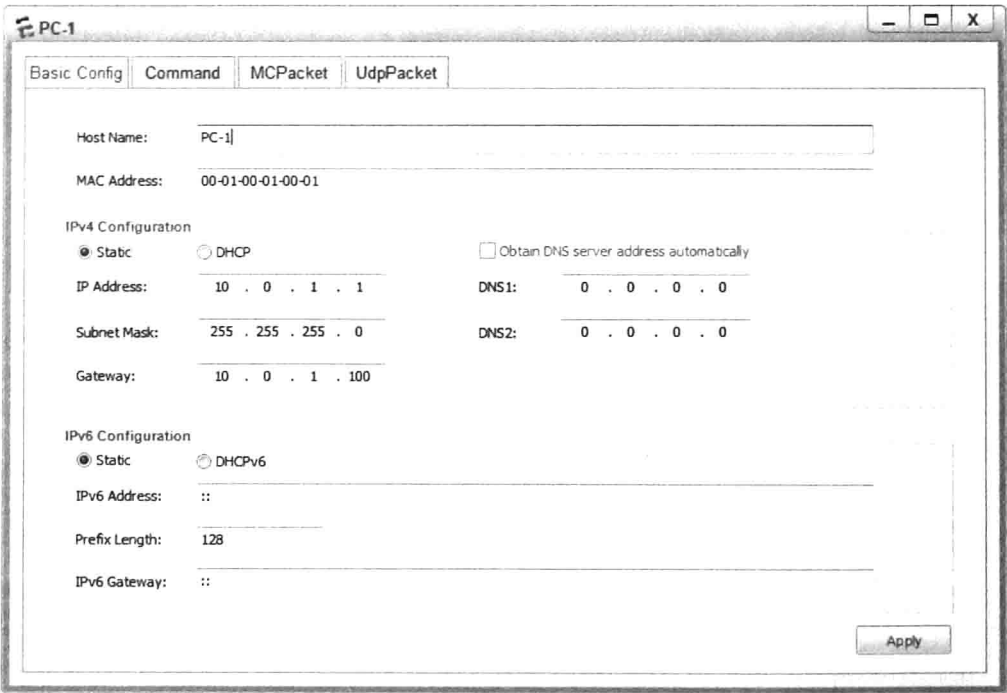 PC-1
Basic Config Command MCPacket UdpPacket
Host Name: PC-1
MAC Address: 00-01-00-01-00-01
IPv4 Configuration
Static DHCP Obtain DNS server address automatically
IP Address: 10 . 0 . 1 . 1 DNS1: 0 . 0 . 0 . 0
Subnet Mask: 255 . 255 . 255 . 0 DNS2: 0 . 0 . 0 . 0
Gateway: 10 . 0 . 1 . 100
IPv6 Configuration
Static DHCPv6
IPv6 Address: ::
Prefix Length: 128
IPv6 Gateway: ::
Apply